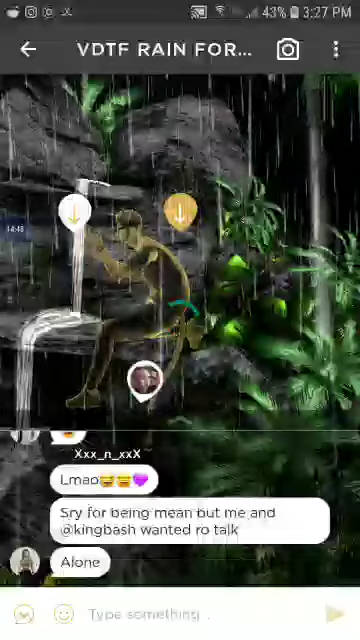 43% 3:27 PM
VDTF RAIN FOR...
14:48
Xxx_n_xxX
Lmao😅😅💜
Sry for being mean but me and
@kingbash wanted ro talk
Alone
Type something...